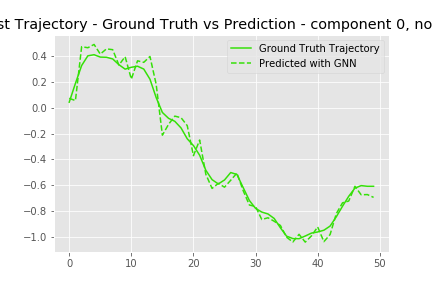 st Trajectory - Ground Truth vs Prediction - component 0, no
Ground Truth Trajectory
Predicted with GNN
0.4
0.2
0.0
−0.2
−0.4
−0.6
−0.8
−1.0
0 10 20 30 40 50